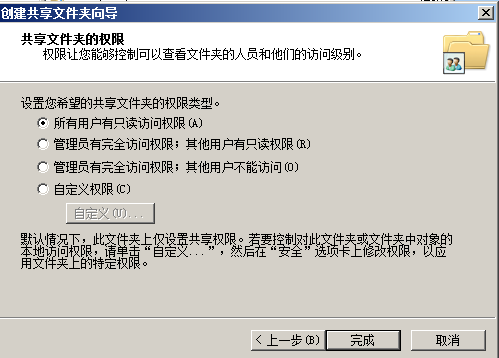 创建共享文件夹向导
共享文件夹的权限
权限让您能够控制可以查看文件夹的人员和他们的访问级别。
设置您希望的共享文件夹的权限类型。
所有用户有只读访问权限(A)
管理员有完全访问权限；其他用户有只读权限(R)
管理员有完全访问权限；其他用户不能访问(O)
自定义权限(C)
自定义(U)...
默认情况下，此文件夹上仅设置共享权限。若要控制对此文件夹或文件夹中对象的
本地访问权限，请单击“自定义...”，然后在“安全”选项卡上修改权限，以应
用文件夹上的特定权限。
< 上一步(B)
完成
取消